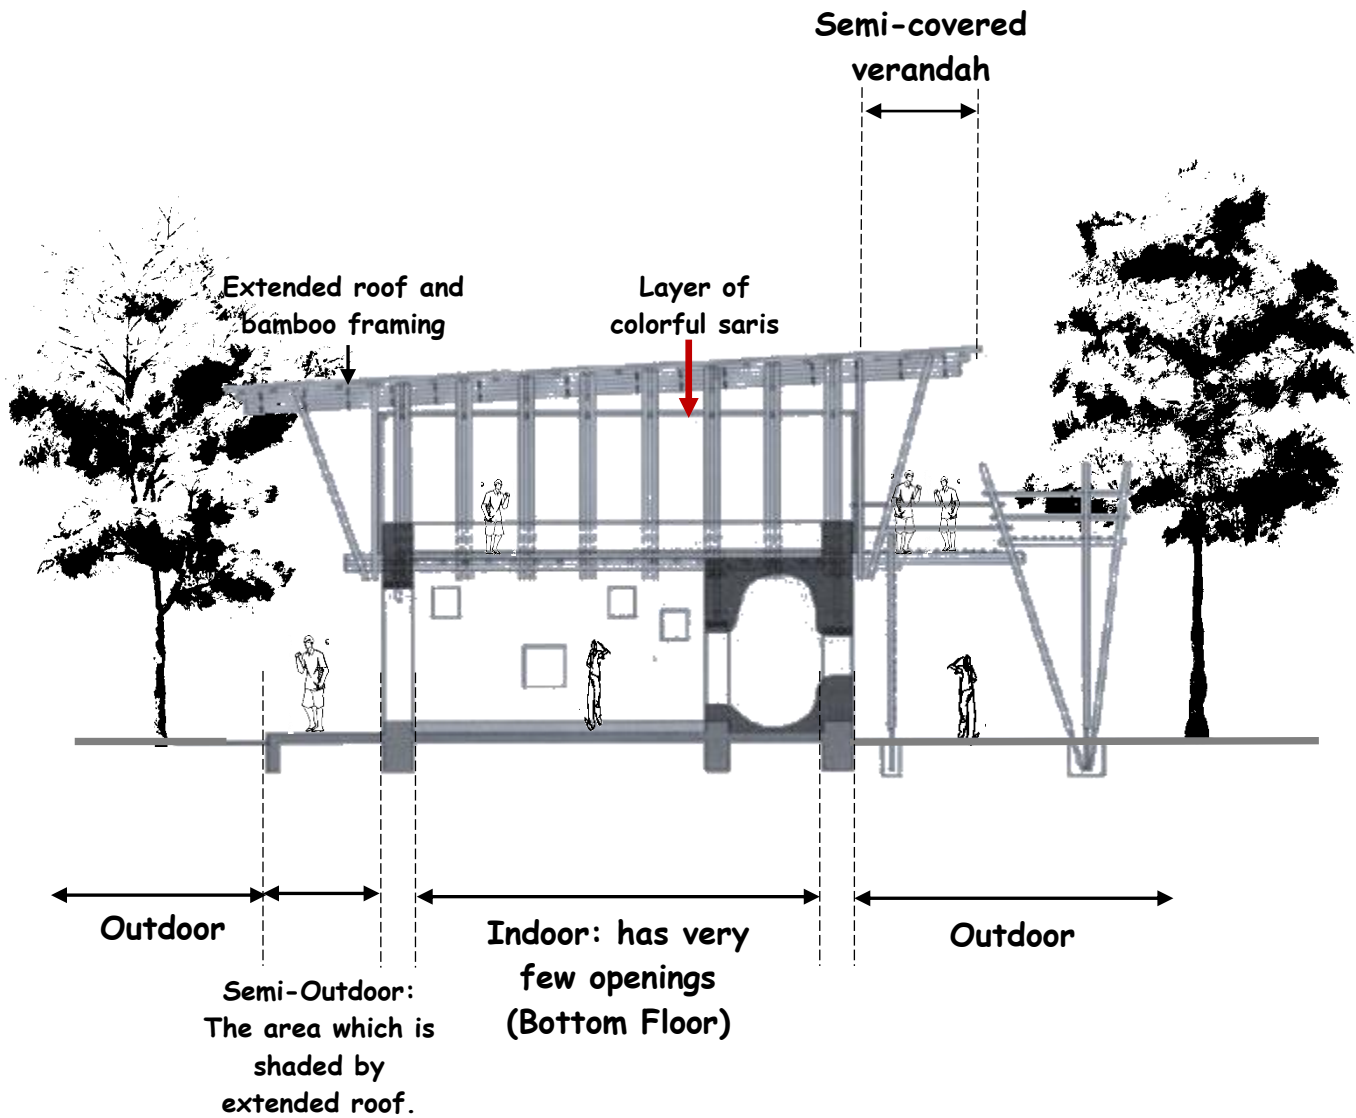 Semi-covered
verandah
Extended roof and
bamboo framing
Layer of
colorful saris
Outdoor
Semi-Outdoor:
The area which is
shaded by
extended roof.
Indoor: has very
few openings
(Bottom Floor)
Outdoor